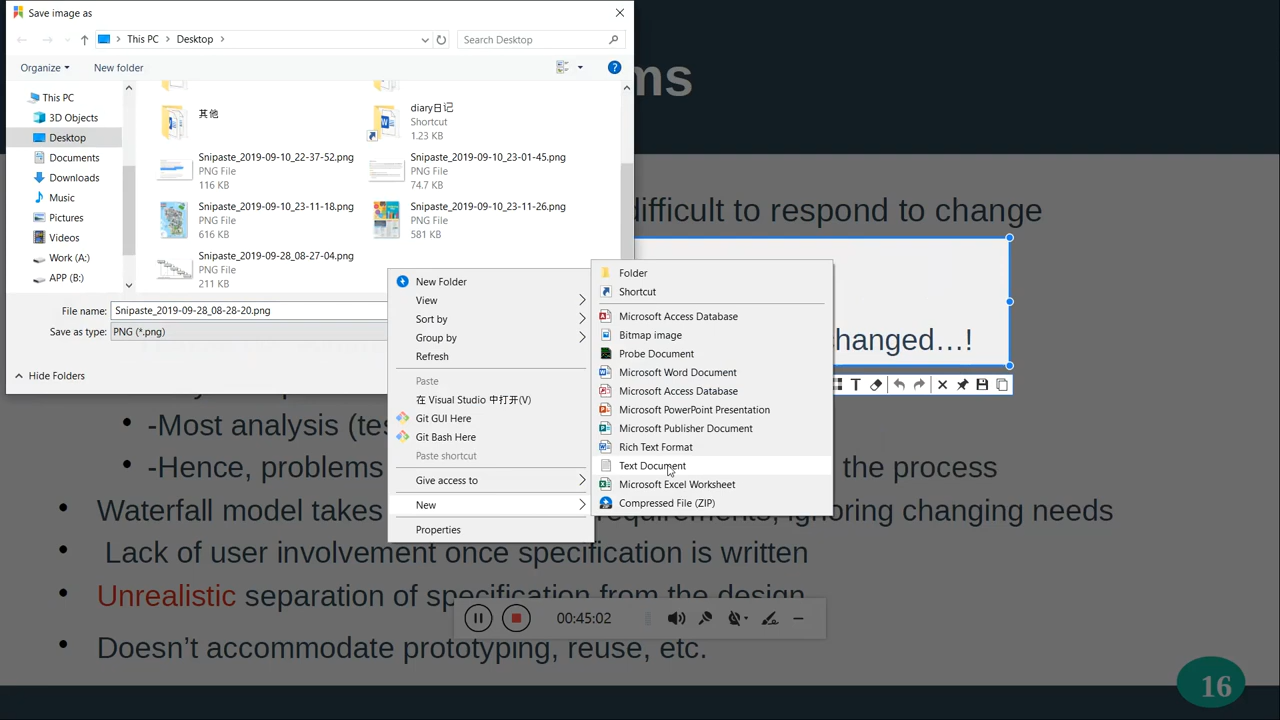 Save image as
This PC
Desktop
Search Desktop
Organize
New folder
This PC
3D Objects
Desktop
Documents
Downloads
Music
Pictures
Videos
Work (A:)
APP (B:)
其他
diary日记
Shortcut
1.23 KB
Snipaste_2019-09-10_22-37-52.png
PNG File
116 KB
Snipaste_2019-09-10_23-01-45.png
PNG File
74.7 KB
Snipaste_2019-09-10_23-11-18.png
PNG File
616 KB
Snipaste_2019-09-10_23-11-26.png
PNG File
581 KB
Snipaste_2019-09-28_08-27-04.png
PNG File
211 KB
File name:
Snipaste_2019-09-28_08-28-20.png
Save as type:
PNG (*.png)
Hide Folders
New Folder
View
Sort by
Group by
Refresh
Paste
在 Visual Studio 中打开(V)
Git GUI Here
Git Bash Here
Paste shortcut
Give access to
New
Properties
Folder
Shortcut
Microsoft Access Database
Bitmap image
Probe Document
Microsoft Word Document
Microsoft Access Database
Microsoft PowerPoint Presentation
Microsoft Publisher Document
Rich Text Format
Text Document
Microsoft Excel Worksheet
Compressed File (ZIP)
difficult to respond to change
changed…!
-Most analysis
-Hence, problems the process
Waterfall model takes requirements, ignoring changing needs
Lack of user involvement once specification is written
Unrealistic separation of specification from the design
Doesn't accommodate prototyping, reuse, etc.
00:45:02
16